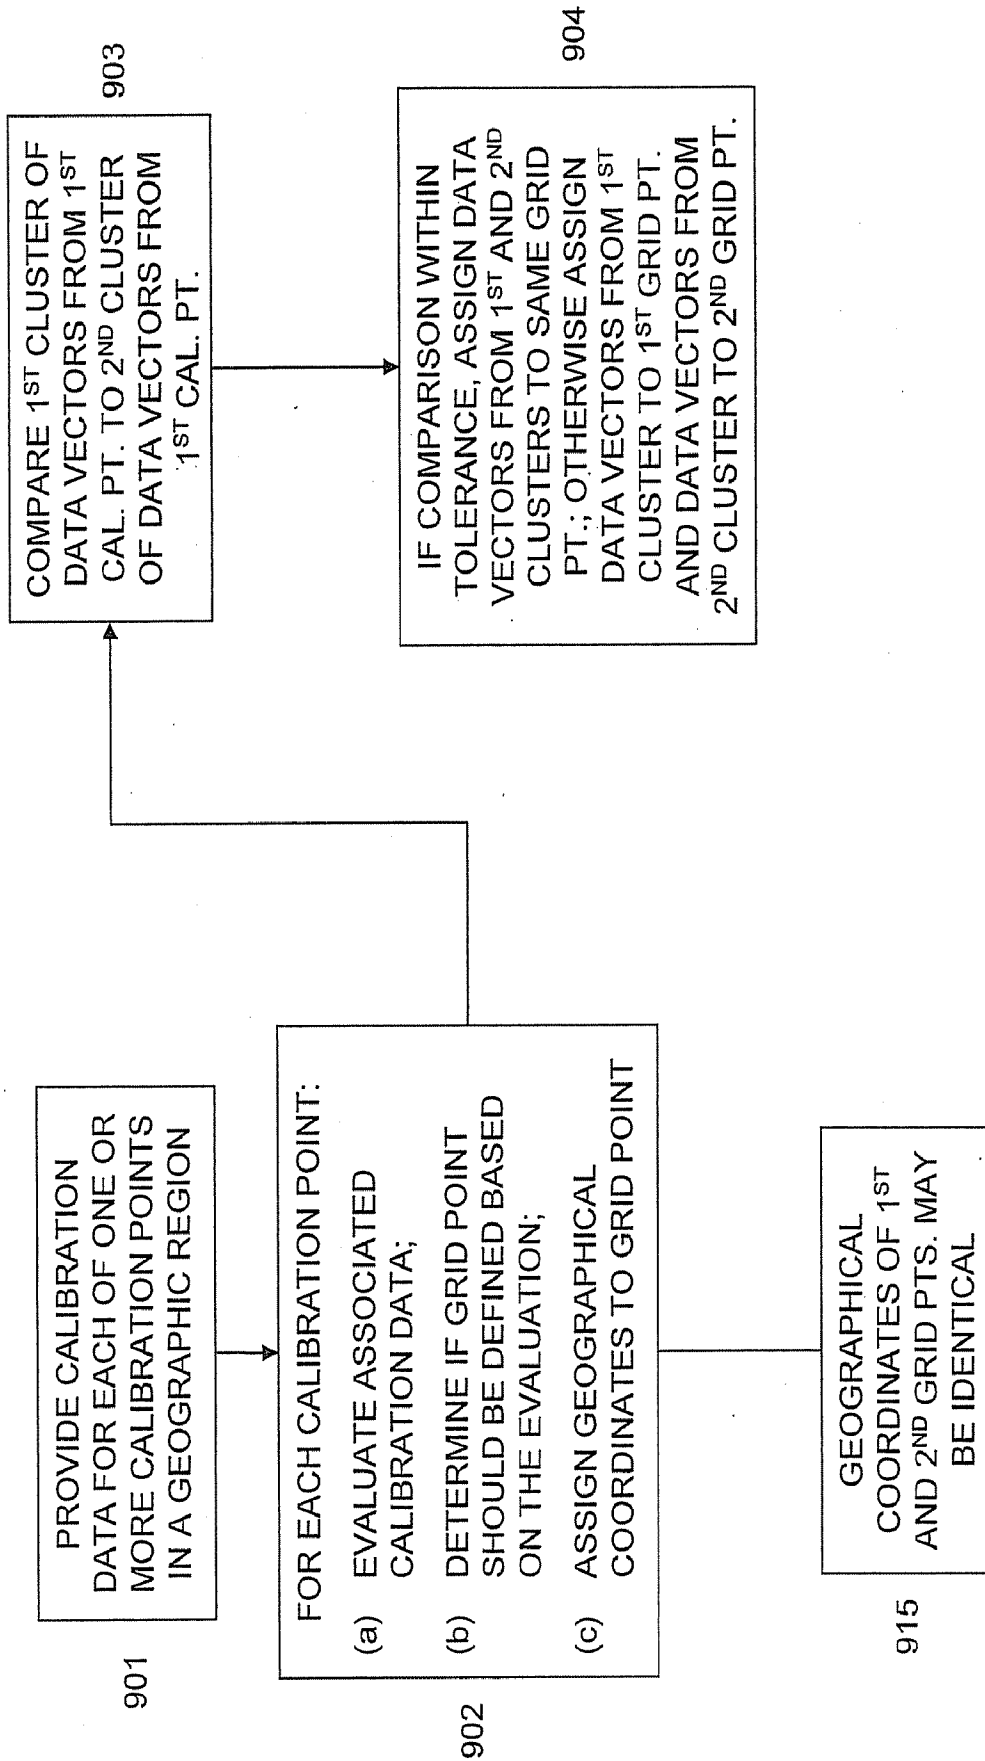 PROVIDE CALIBRATION
DATA FOR EACH OF ONE OR
MORE CALIBRATION POINTS
IN A GEOGRAPHIC REGION
901
FOR EACH CALIBRATION POINT:
(a) EVALUATE ASSOCIATED
CALIBRATION DATA;
(b) DETERMINE IF GRID POINT
SHOULD BE DEFINED BASED
ON THE EVALUATION;
(c) ASSIGN GEOGRAPHICAL
COORDINATES TO GRID POINT
902
GEOGRAPHICAL
COORDINATES OF 1ST
AND 2ND GRID PTS. MAY
BE IDENTICAL
915
COMPARE 1ST CLUSTER OF
DATA VECTORS FROM 1ST
CAL. PT. TO 2ND CLUSTER
OF DATA VECTORS FROM
1ST CAL. PT.
903
IF COMPARISON WITHIN
TOLERANCE, ASSIGN DATA
VECTORS FROM 1ST AND 2ND
CLUSTERS TO SAME GRID
PT.; OTHERWISE ASSIGN
DATA VECTORS FROM 1ST
CLUSTER TO 1ST GRID PT.
AND DATA VECTORS FROM
2ND CLUSTER TO 2ND GRID PT.
904